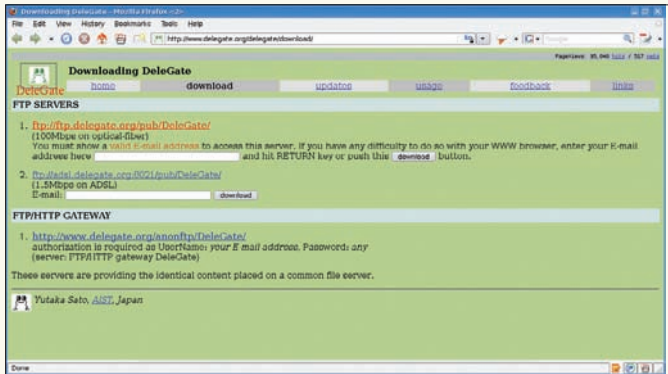 Downloading DeleGate - Mozilla Firefox <2>
File Edit View History Bookmarks Tools Help
http://www.delegate.org/delegate/download/
Downloading DeleGate
DeleGate
home download updates usage feedback links
FTP SERVERS
1. ftp://ftp.delegate.org/pub/DeleGate/
(100Mbps on optical-fiber)
You must show a valid E-mail address to access this server. If you have any difficulty to do so with your WWW browser, enter your E-mail
address here and hit RETURN key or push this download button.
2. ftp://adsl.delegate.org:8021/pub/DeleGate/
(1.5Mbps on ADSL)
E-mail: download
FTP/HTTP GATEWAY
1. http://www.delegate.org/anonftp/DeleGate/
authorization is required as UserName: your E mail address, Password: any
(server: FTP/HTTP gateway DeleGate)
These servers are providing the identical content placed on a common file server.
Yutaka Sato, AIST, Japan
Done